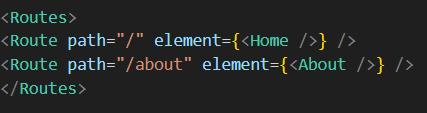 <Routes>
<Route path="/" element={<Home />} />
<Route path="/about" element={<About />} />
</Routes>